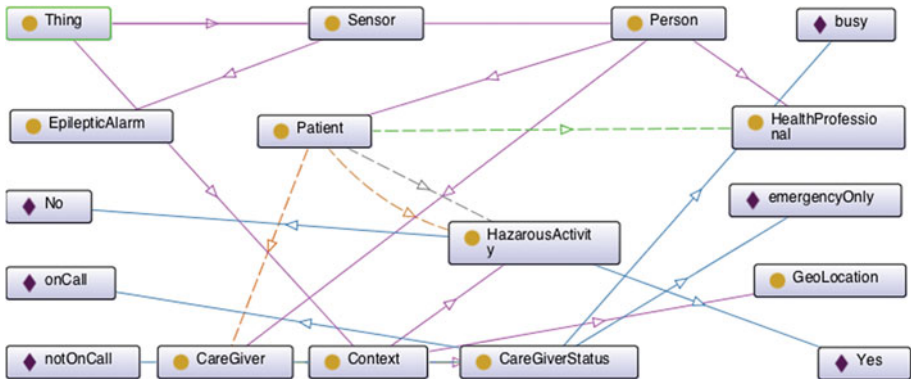 Thing
Sensor
Person
busy
EpilepticAlarm
Patient
HealthProfessio
nal
No
emergencyOnly
HazarousActivit
y
onCall
GeoLocation
notOnCall
CareGiver
Context
CareGiverStatus
Yes